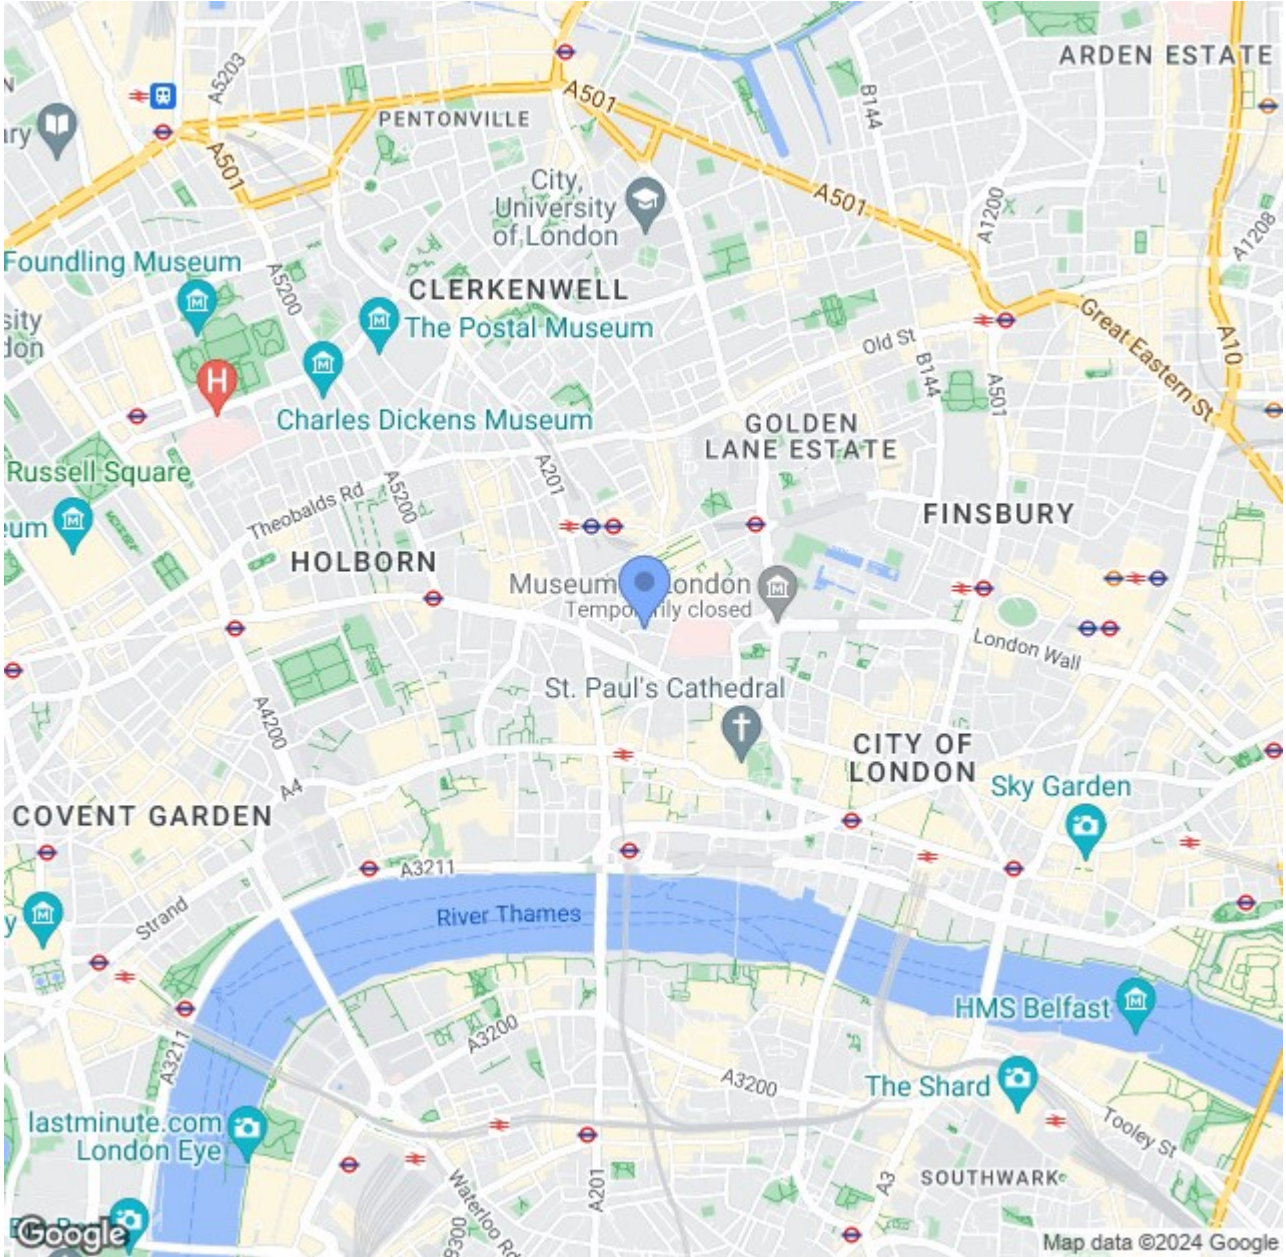 ARDEN ESTATE
A5203
A501
B144
PENTONVILLE
ary
City,
University
of London
A501
A501
A1200
A1208
Foundling Museum
A5200
CLERKENWELL
The Postal Museum
sity
don
Old St
B144
A501
Great Eastern St
A10
H
Charles Dickens Museum
GOLDEN
LANE ESTATE
Russell Square
A201
A5200
Theobalds Rd
FINSBURY
eum
HOLBORN
Museum
London
Temporarily closed
London Wall
St. Paul's Cathedral
A4200
CITY OF
LONDON
A4
Sky Garden
COVENT GARDEN
A3211
Strand
River Thames
y
HMS Belfast
A3200
A3211
A3200
The Shard
lastminute.com
London Eye
Tooley St
A201
A3
SOUTHWARK
Waterloo Rd
Google
Map data ©2024 Google